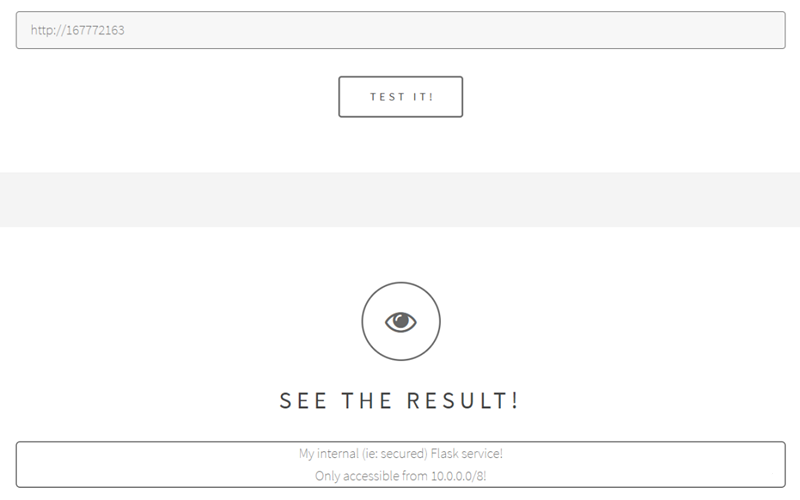 http://167772163
TEST IT!
SEE THE RESULT!
My internal (ie: secured) Flask service!
Only accessible from 10.0.0.0/8!